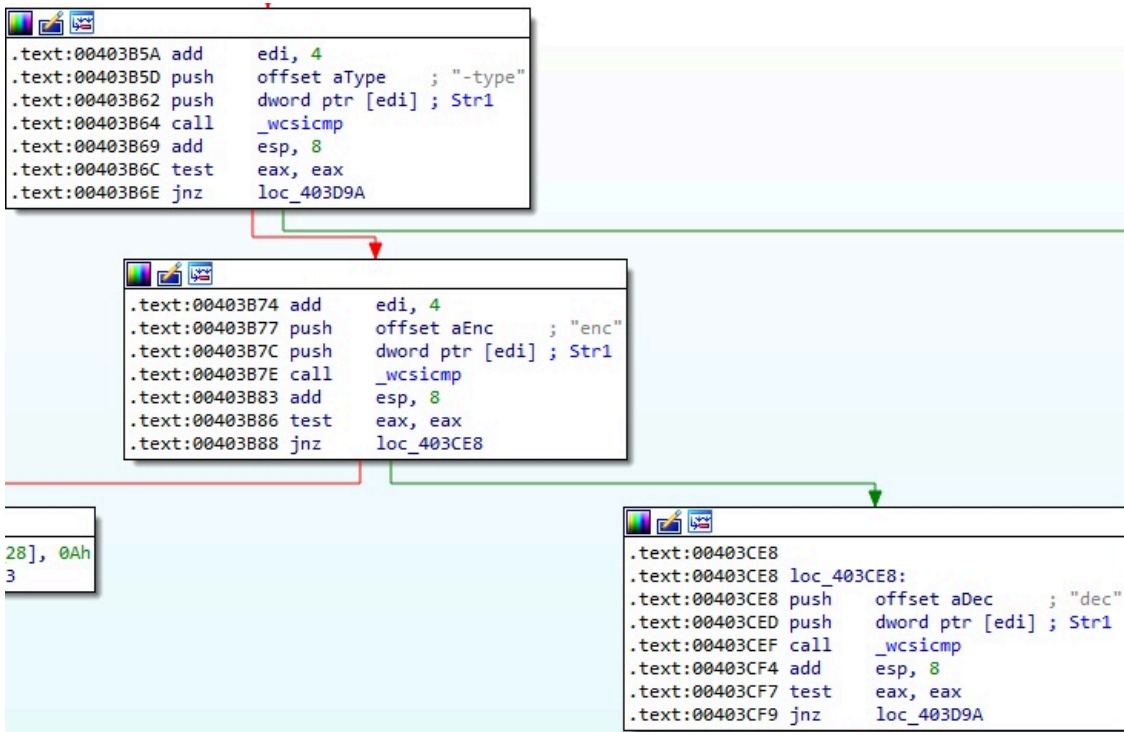 .text:00403B5A add edi, 4
.text:00403B5D push offset aType ; "-type"
.text:00403B62 push dword ptr [edi] ; Str1
.text:00403B64 call _wcsicmp
.text:00403B69 add esp, 8
.text:00403B6C test eax, eax
.text:00403B6E jnz loc_403D9A
.text:00403B74 add edi, 4
.text:00403B77 push offset aEnc ; "enc"
.text:00403B7C push dword ptr [edi] ; Str1
.text:00403B7E call _wcsicmp
.text:00403B83 add esp, 8
.text:00403B86 test eax, eax
.text:00403B88 jnz loc_403CE8
28], 0Ah
3
.text:00403CE8
.text:00403CE8 loc_403CE8:
.text:00403CE8 push offset aDec ; "dec"
.text:00403CED push dword ptr [edi] ; Str1
.text:00403CEF call _wcsicmp
.text:00403CF4 add esp, 8
.text:00403CF7 test eax, eax
.text:00403CF9 jnz loc_403D9A